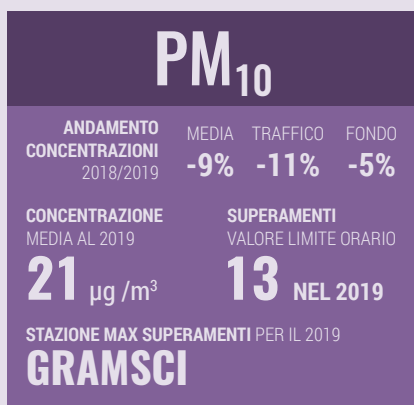 PM10
ANDAMENTO
CONCENTRAZIONI
2018/2019
MEDIA TRAFFICO FONDO
-9% -11% -5%
CONCENTRAZIONE
MEDIA AL 2019
21 µg /m³
SUPERAMENTI
VALORE LIMITE ORARIO
13 NEL 2019
STAZIONE MAX SUPERAMENTI PER IL 2019
GRAMSCI